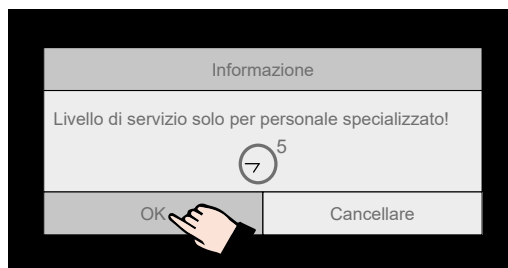 Informazione
Livello di servizio solo per personale specializzato!
5
OK
Cancellare